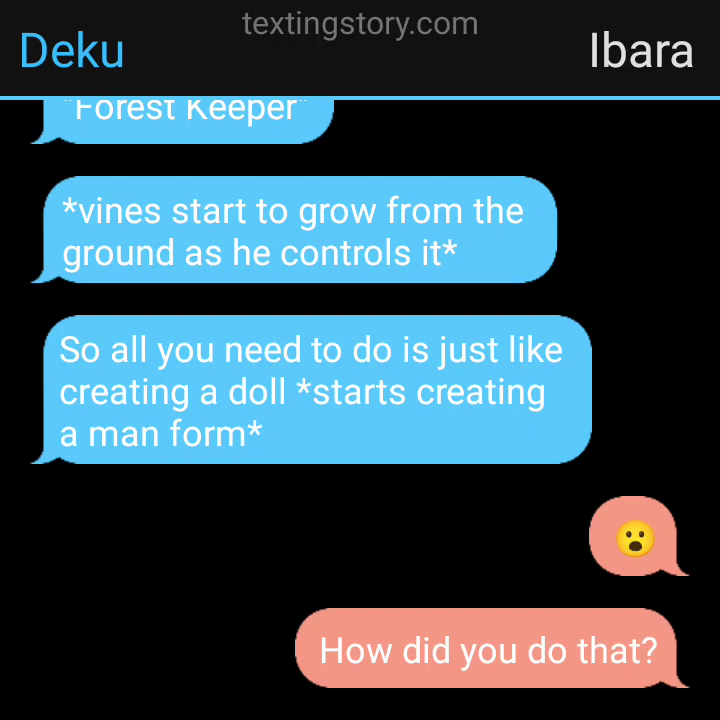 textingstory.com
Deku
Ibara
"Forest Keeper"
*vines start to grow from the
ground as he controls it*
So all you need to do is just like
creating a doll *starts creating
a man form*
😮
How did you do that?